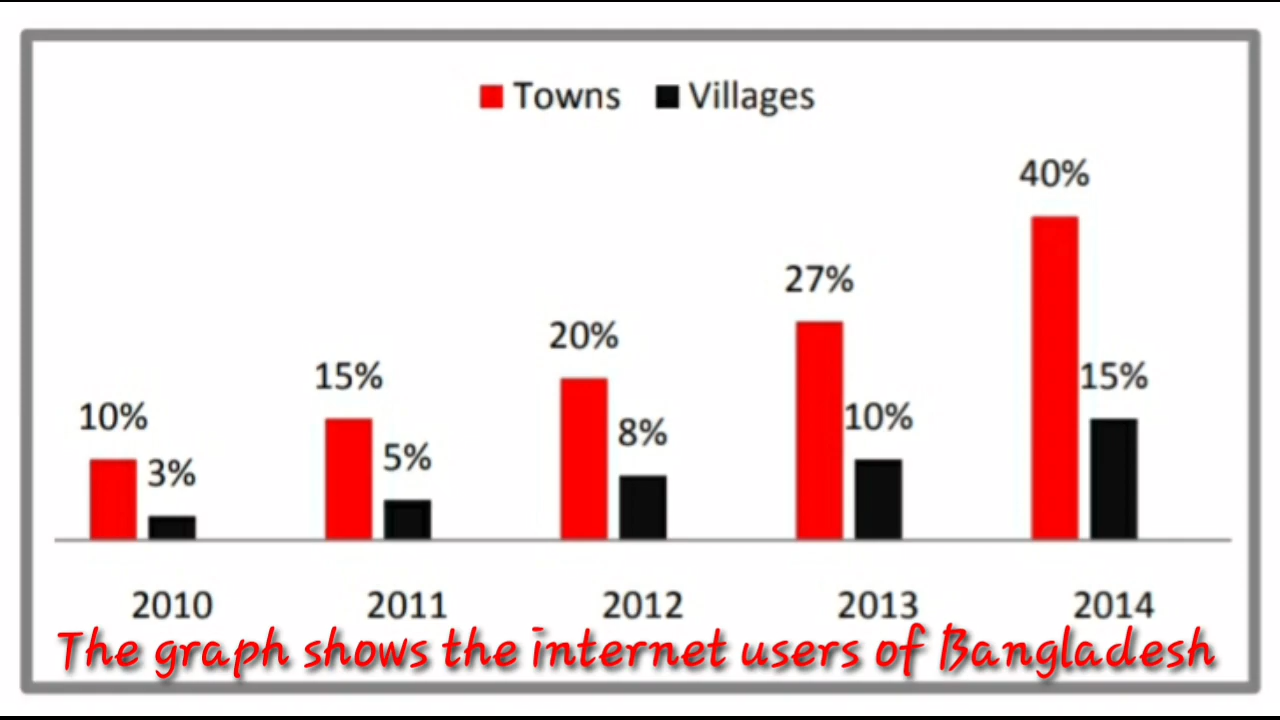 Towns Villages
40%
27%
20%
15% 15%
10% 10%
8%
5%
3%
2010 2011 2012 2013 2014
The graph shows the internet users of Bangladesh